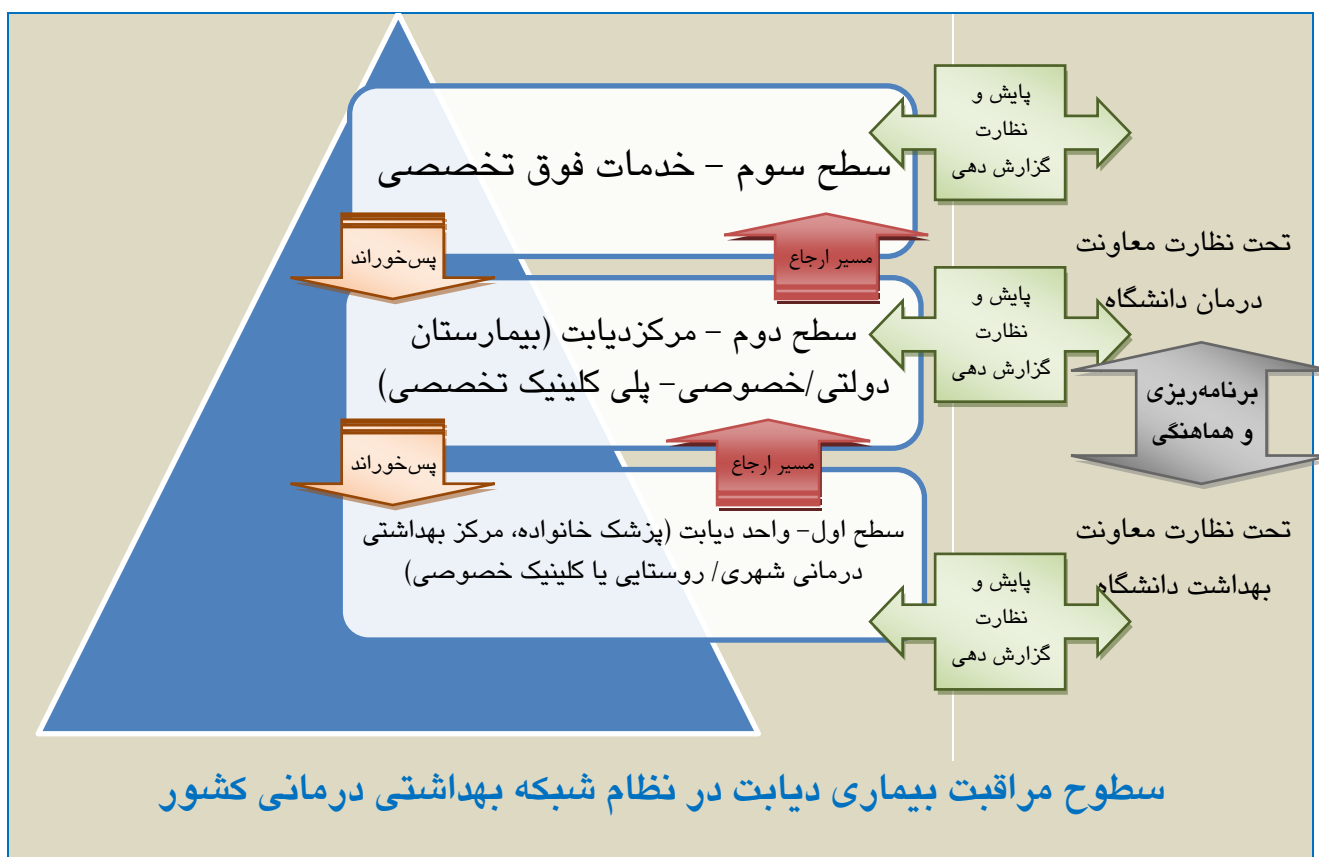 پایش و
نظارت
گزارش دهی
سطح سوم – خدمات فوق تخصصی
تحت نظارت معاونت
درمان دانشگاه
مسیر ارجاع
پس‌خوراند
پایش و
نظارت
گزارش دهی
سطح دوم – مرکزدیابت (بیمارستان
دولتی/خصوصی– پلی کلینیک تخصصی)
برنامه‌ریزی
و هماهنگی
مسیر ارجاع
پس‌خوراند
تحت نظارت معاونت
بهداشت دانشگاه
سطح اول– واحد دیابت (پزشک خانواده، مرکز بهداشتی
درمانی شهری/ روستایی یا کلینیک خصوصی)
پایش و
نظارت
گزارش دهی
سطوح مراقبت بیماری دیابت در نظام شبکه بهداشتی درمانی کشور